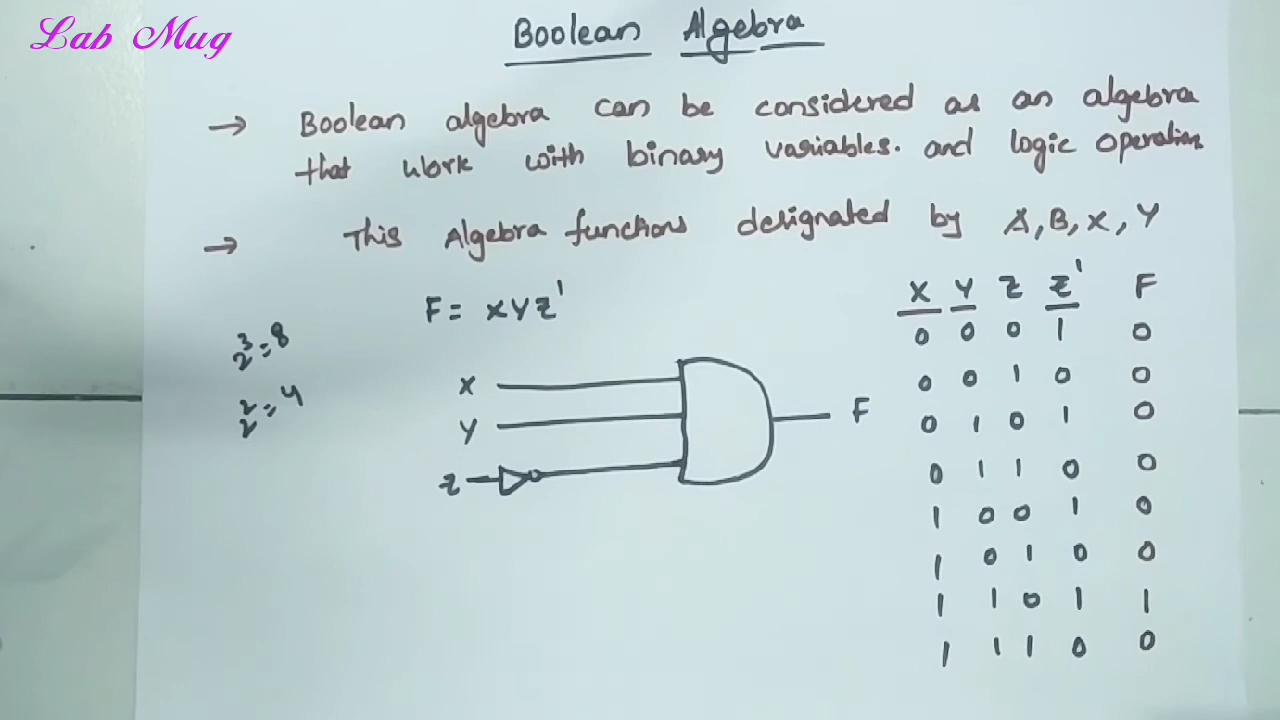 Lab Mug
Boolean Algebra
→ Boolean algebra can be considered as an algebra
that work with binary variables. and logic operation
→ This Algebra functions designated by A, B, X, Y
F = XYZ'
2³ = 8
2² = 4
X
Y
Z
F
X Y Z Z' F
0 0 0 1 0
0 0 1 0 0
0 1 0 1 0
0 1 1 0 0
1 0 0 1 0
1 0 1 0 0
1 1 0 1 1
1 1 1 0 0